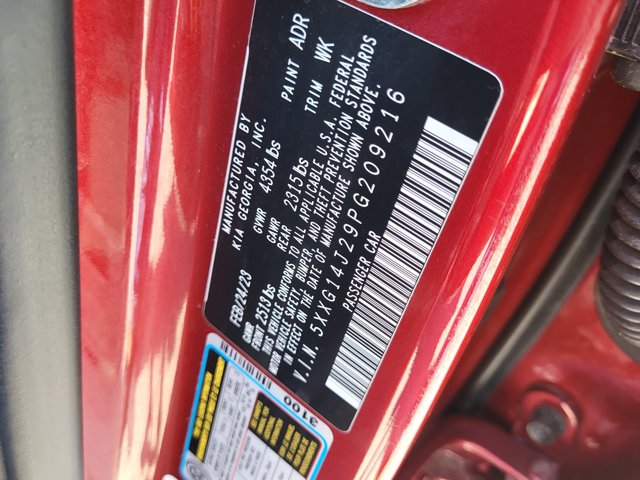 MANUFACTURED BY
KIA GEORGIA, INC.
FEB/24/23
GVWR 4354 lbs
PAINT ADR
GAWR
FRONT 2513 lbs
REAR 2315 lbs
TRIM WK
THIS VEHICLE CONFORMS TO ALL APPLICABLE U.S.A. FEDERAL
MOTOR VEHICLE SAFETY, BUMPER AND THEFT PREVENTION STANDARDS
IN EFFECT ON THE DATE OF MANUFACTURE SHOWN ABOVE.
V.I.N. 5XXG14J29PG209216
PASSENGER CAR
3100